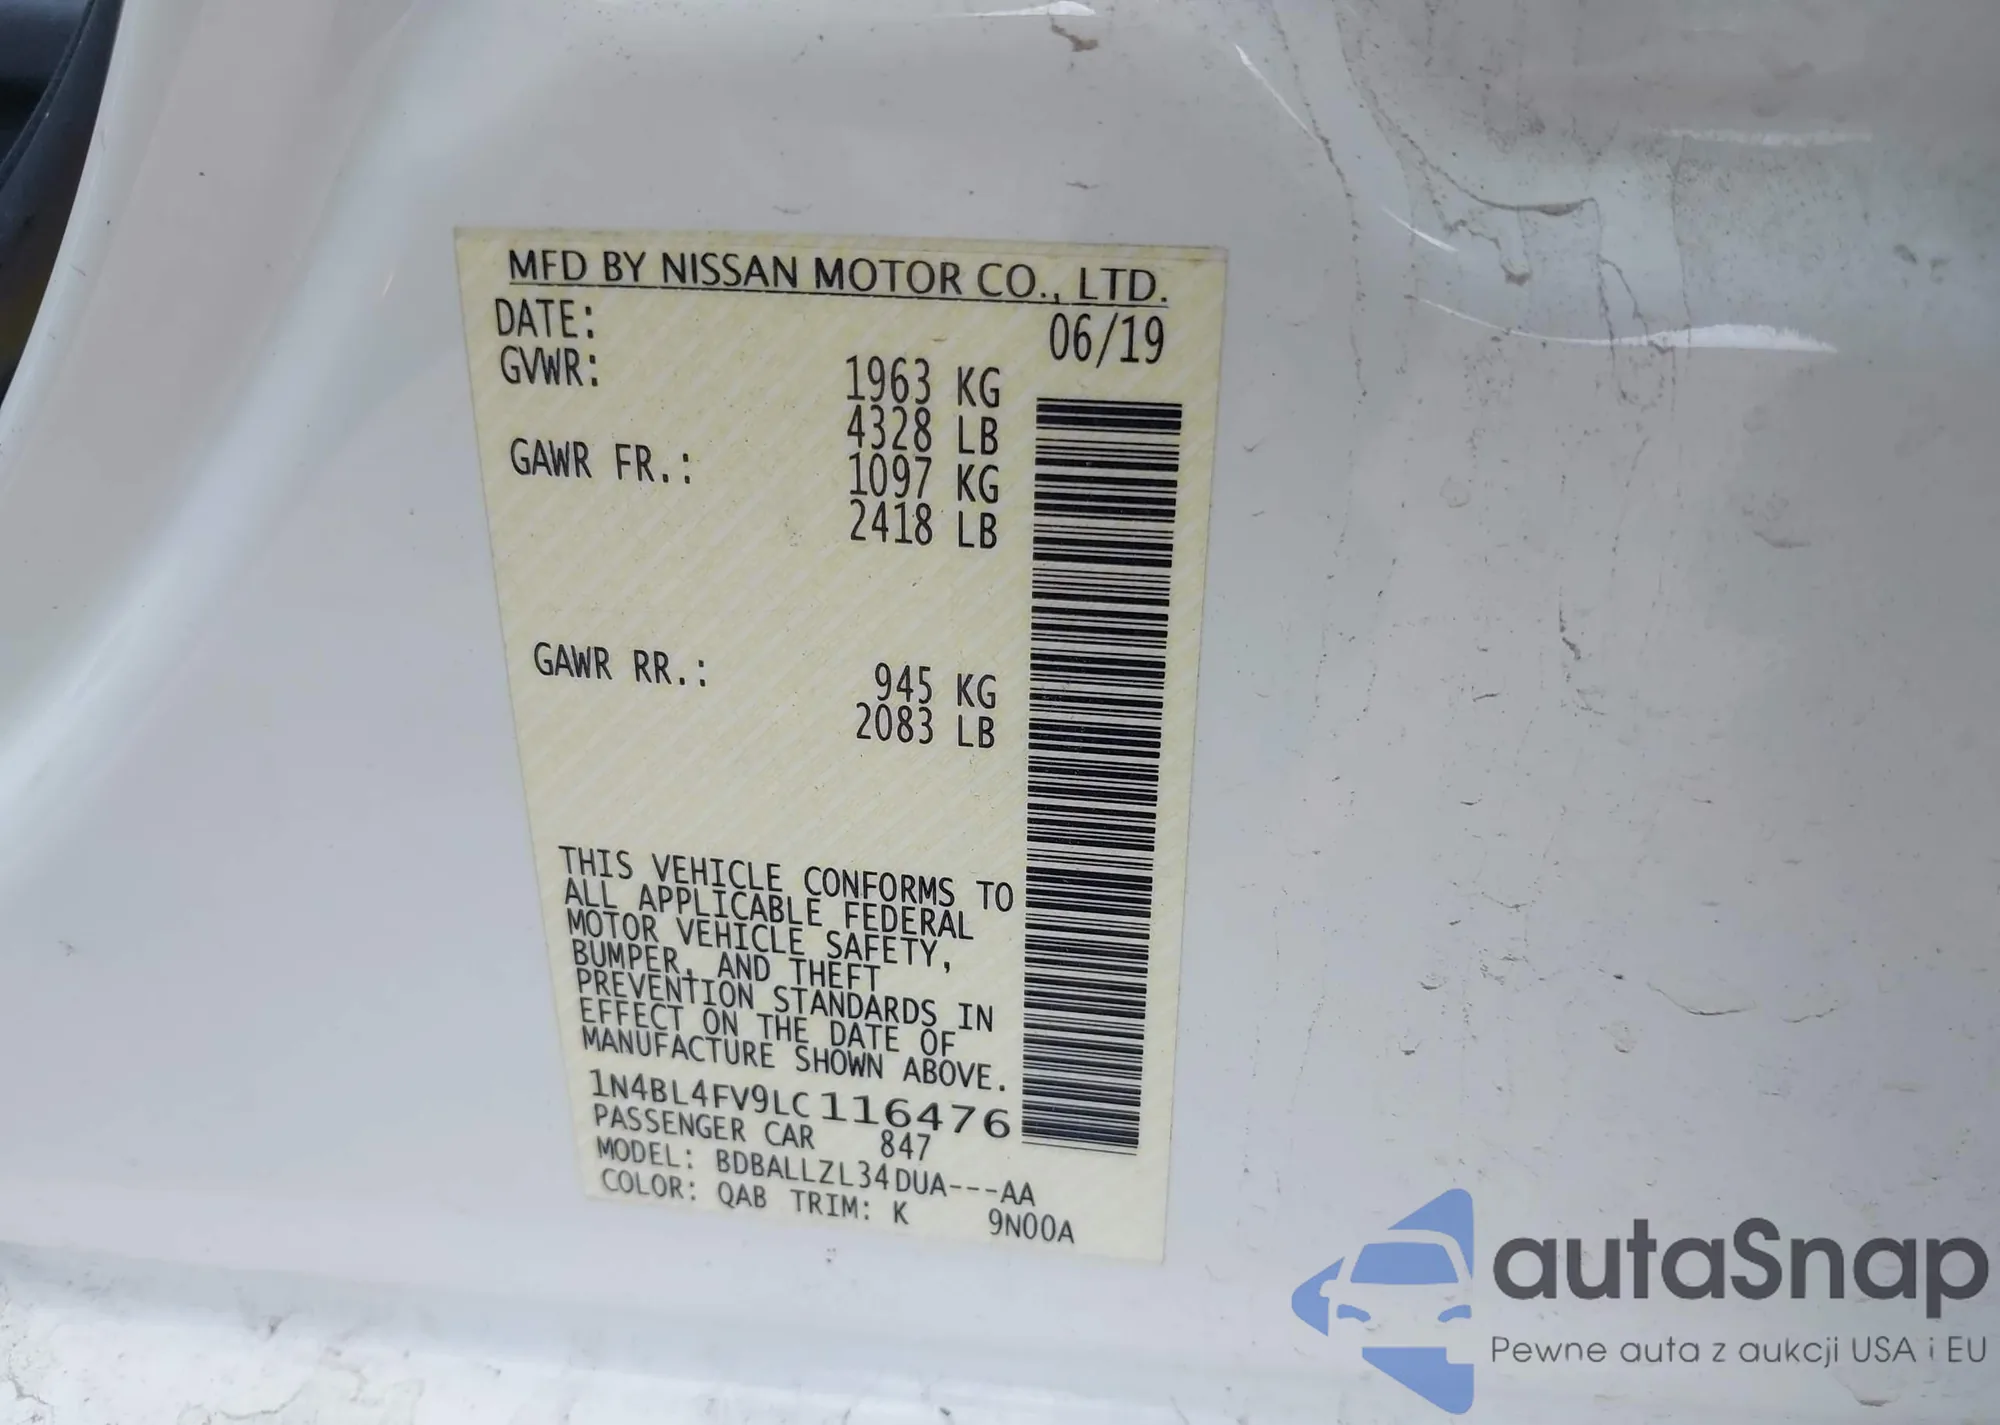 MFD BY NISSAN MOTOR CO., LTD.
DATE: 06/19
GVWR: 1963 KG
4328 LB
GAWR FR.: 1097 KG
2418 LB
GAWR RR.: 945 KG
2083 LB
THIS VEHICLE CONFORMS TO
ALL APPLICABLE FEDERAL
MOTOR VEHICLE SAFETY,
BUMPER, AND THEFT
PREVENTION STANDARDS IN
EFFECT ON THE DATE OF
MANUFACTURE SHOWN ABOVE.
1N4BL4FV9LC116476
PASSENGER CAR 847
MODEL: BDBALLZL34DUA---AA
COLOR: QAB TRIM: K 9N00A
autaSnap
Pewne auta z aukcji USA i EU